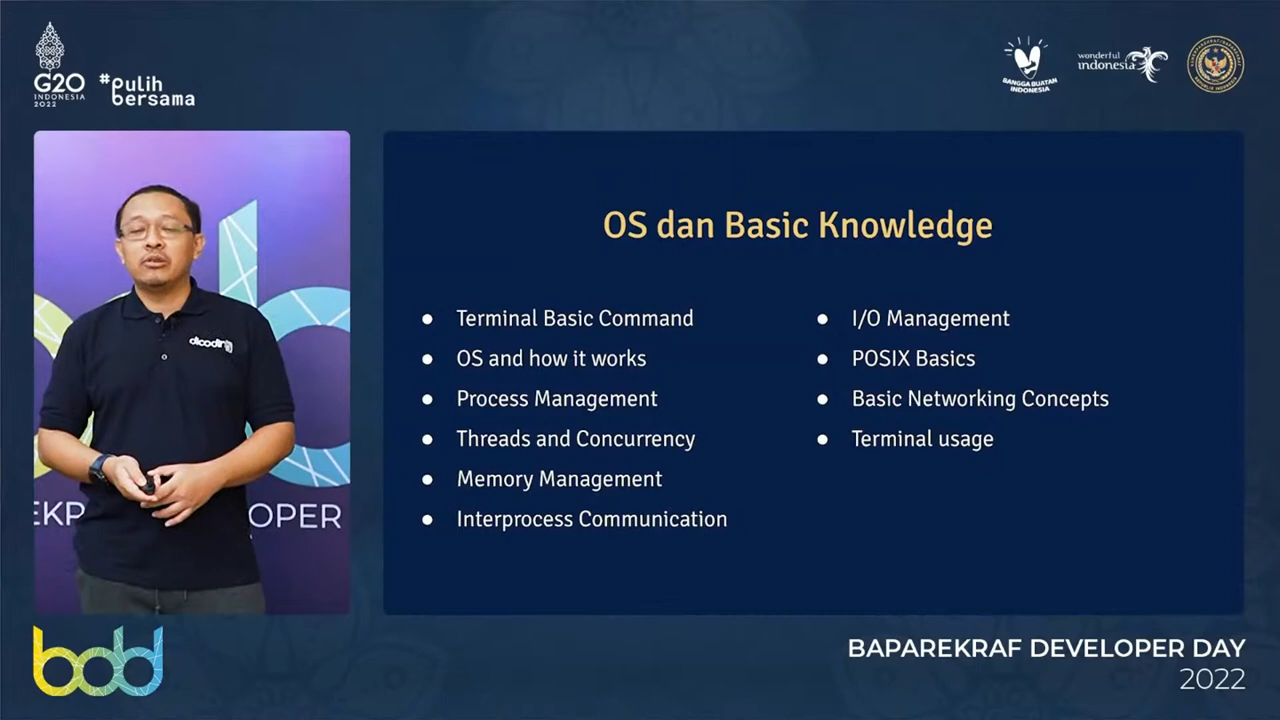 G20
INDONESIA
2022
#pulih
bersama
BANGGA BUATAN
INDONESIA
wonderful
indonesia
dicoding
OPER
OS dan Basic Knowledge
● Terminal Basic Command
● OS and how it works
● Process Management
● Threads and Concurrency
● Memory Management
● Interprocess Communication
● I/O Management
● POSIX Basics
● Basic Networking Concepts
● Terminal usage
bdd
BAPAREKRAF DEVELOPER DAY
2022